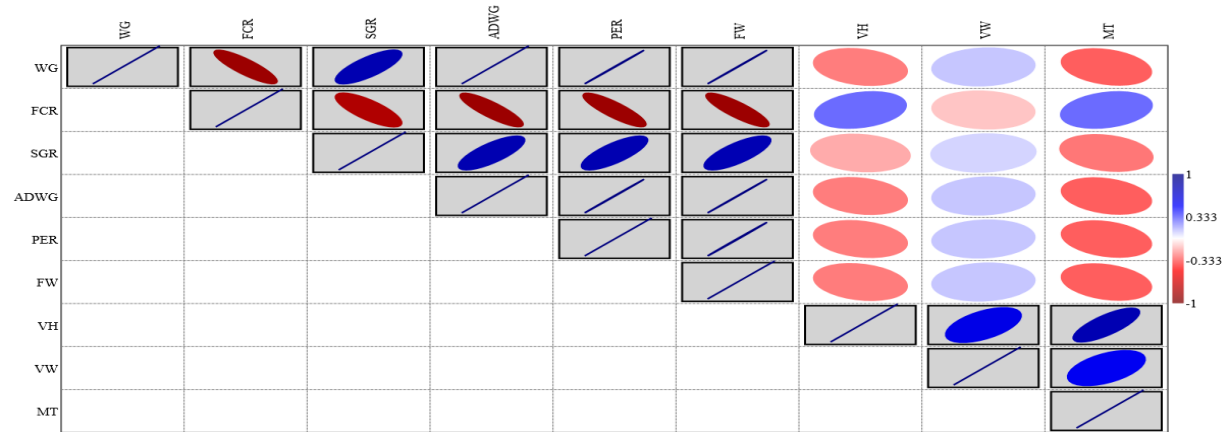 WG FCR SGR ADWG PER FW VH VW MT
WG
FCR
SGR
ADWG
PER
FW
VH
VW
MT
1
0.333
-0.333
-1